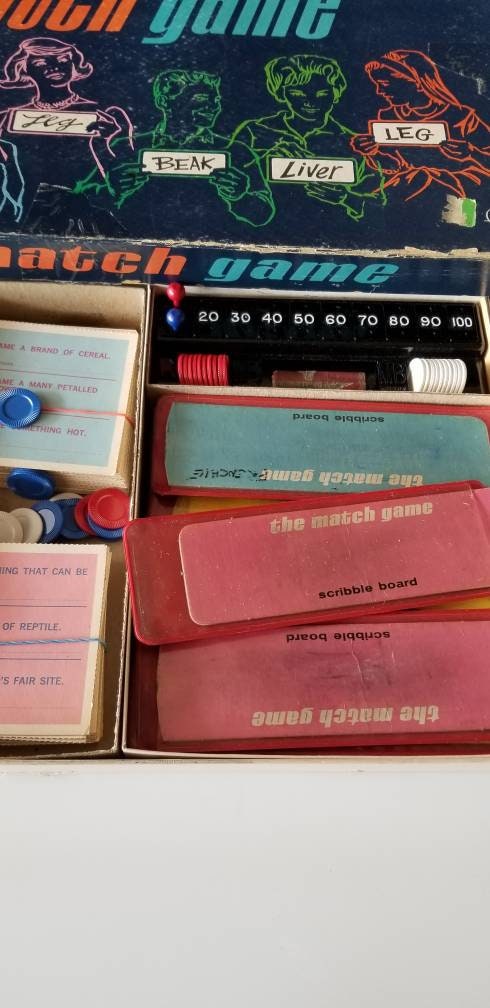 match game
Leg
BEAK
Liver
LEG
match game
20 30 40 50 60 70 80 90 100
AME A BRAND OF CEREAL.
AME A MANY PETALLED
ETHING HOT.
scribble board
the match game
the match game
scribble board
ING THAT CAN BE
OF REPTILE.
'S FAIR SITE.
scribble board
the match game